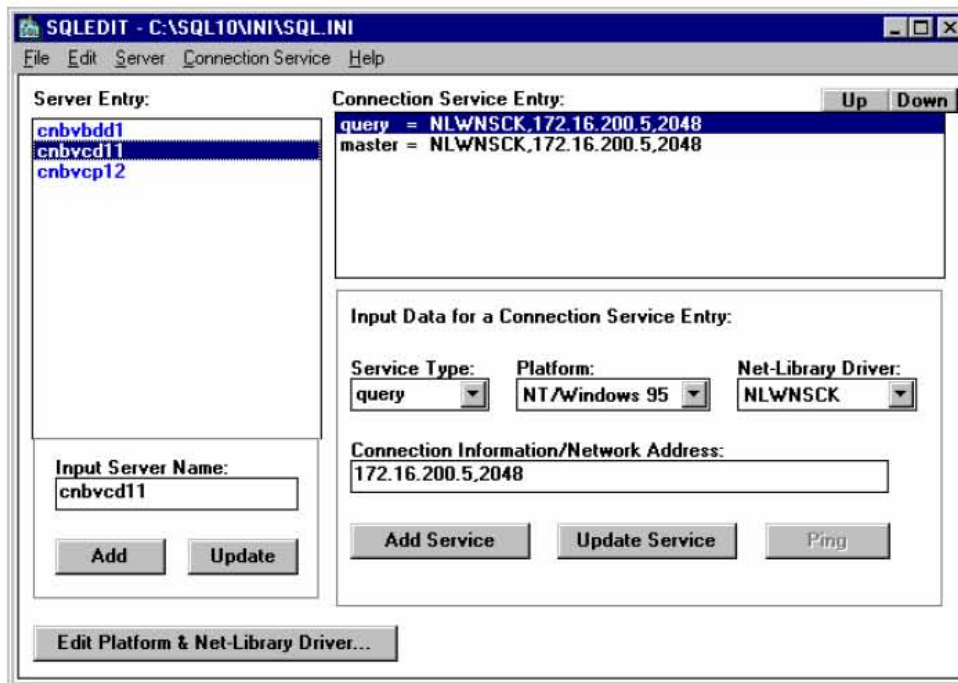 SQLEDIT - C:\SQL10\INI\SQL.INI
File Edit Server Connection Service Help
Server Entry:
cnbvbdd1
cnbvcd11
cnbvcp12
Connection Service Entry:
Up Down
query = NLWNSCK,172.16.200.5,2048
master = NLWNSCK,172.16.200.5,2048
Input Data for a Connection Service Entry:
Service Type: Platform: Net-Library Driver:
query NT/Windows 95 NLWNSCK
Connection Information/Network Address:
172.16.200.5,2048
Add Service Update Service Ping
Input Server Name:
cnbvcd11
Add Update
Edit Platform & Net-Library Driver...